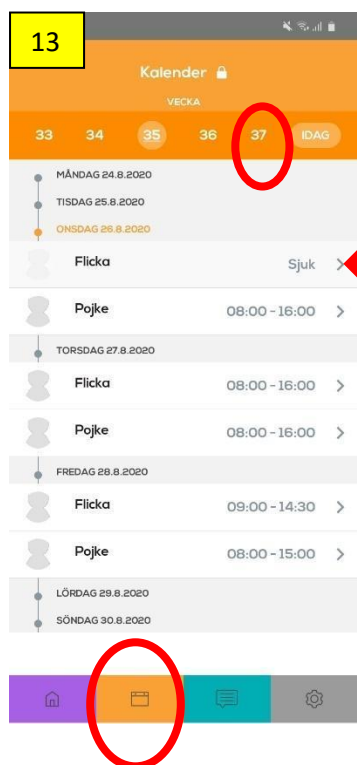 13
Kalender
VECKA
33 34 35 36 37 IDAG
MÅNDAG 24.8.2020
TISDAG 25.8.2020
ONSDAG 26.8.2020
Flicka Sjuk
Pojke 08:00 - 16:00
TORSDAG 27.8.2020
Flicka 08:00 - 16:00
Pojke 08:00 - 16:00
FREDAG 28.8.2020
Flicka 09:00 - 14:30
Pojke 08:00 - 15:00
LÖRDAG 29.8.2020
SÖNDAG 30.8.2020